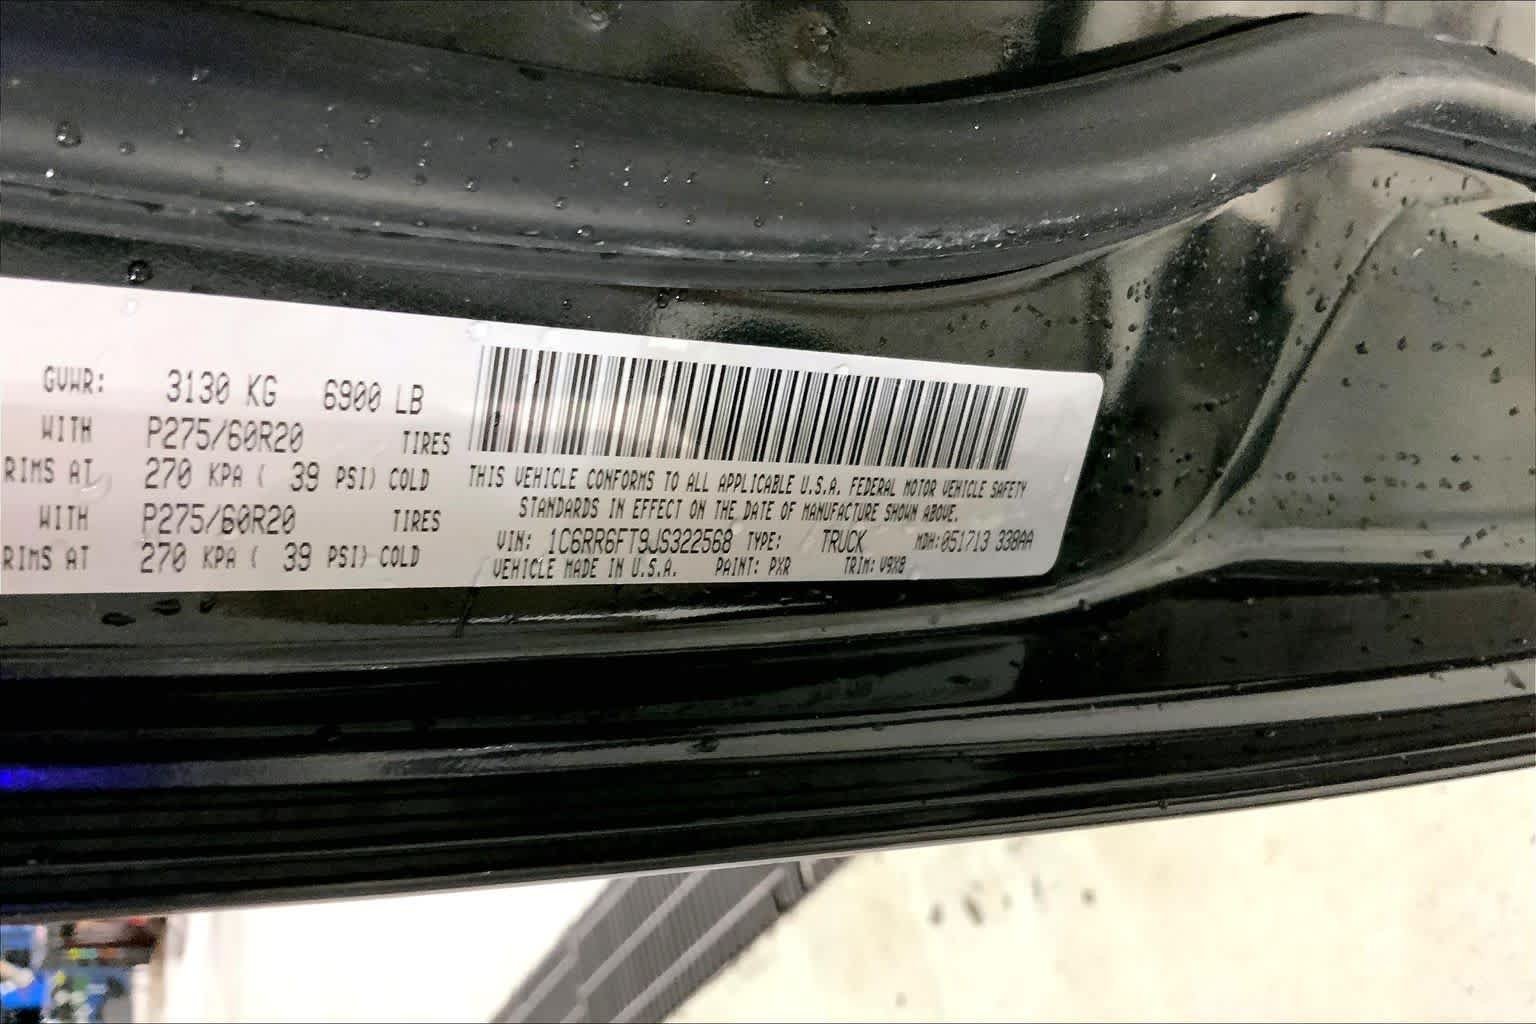 GVWR: 3130 KG 6900 LB
WITH P275/60R20 TIRES
RIMS AT 270 KPA ( 39 PSI) COLD
WITH P275/60R20 TIRES
RIMS AT 270 KPA ( 39 PSI) COLD
THIS VEHICLE CONFORMS TO ALL APPLICABLE U.S.A. FEDERAL MOTOR VEHICLE SAFETY
STANDARDS IN EFFECT ON THE DATE OF MANUFACTURE SHOWN ABOVE.
VIN: 1C6RR6FT9JS322568 TYPE: TRUCK MDH:051713 338AA
VEHICLE MADE IN U.S.A. PAINT: PXR TRIM: V9X8